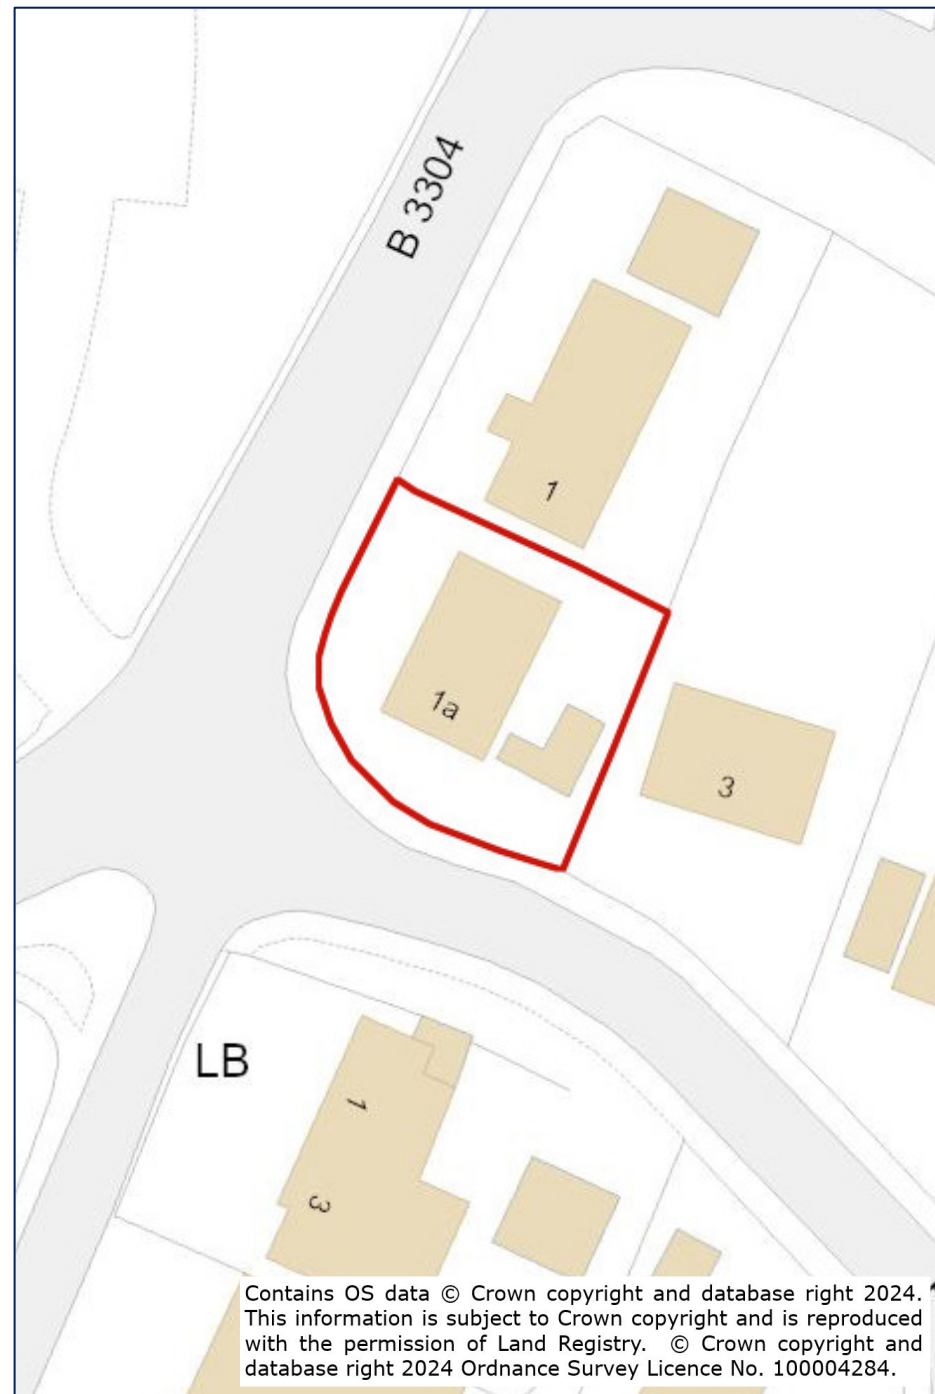 B 3304
1
1a
3
LB
1
3
Contains OS data © Crown copyright and database right 2024.
This information is subject to Crown copyright and is reproduced
with the permission of Land Registry. © Crown copyright and
database right 2024 Ordnance Survey Licence No. 100004284.